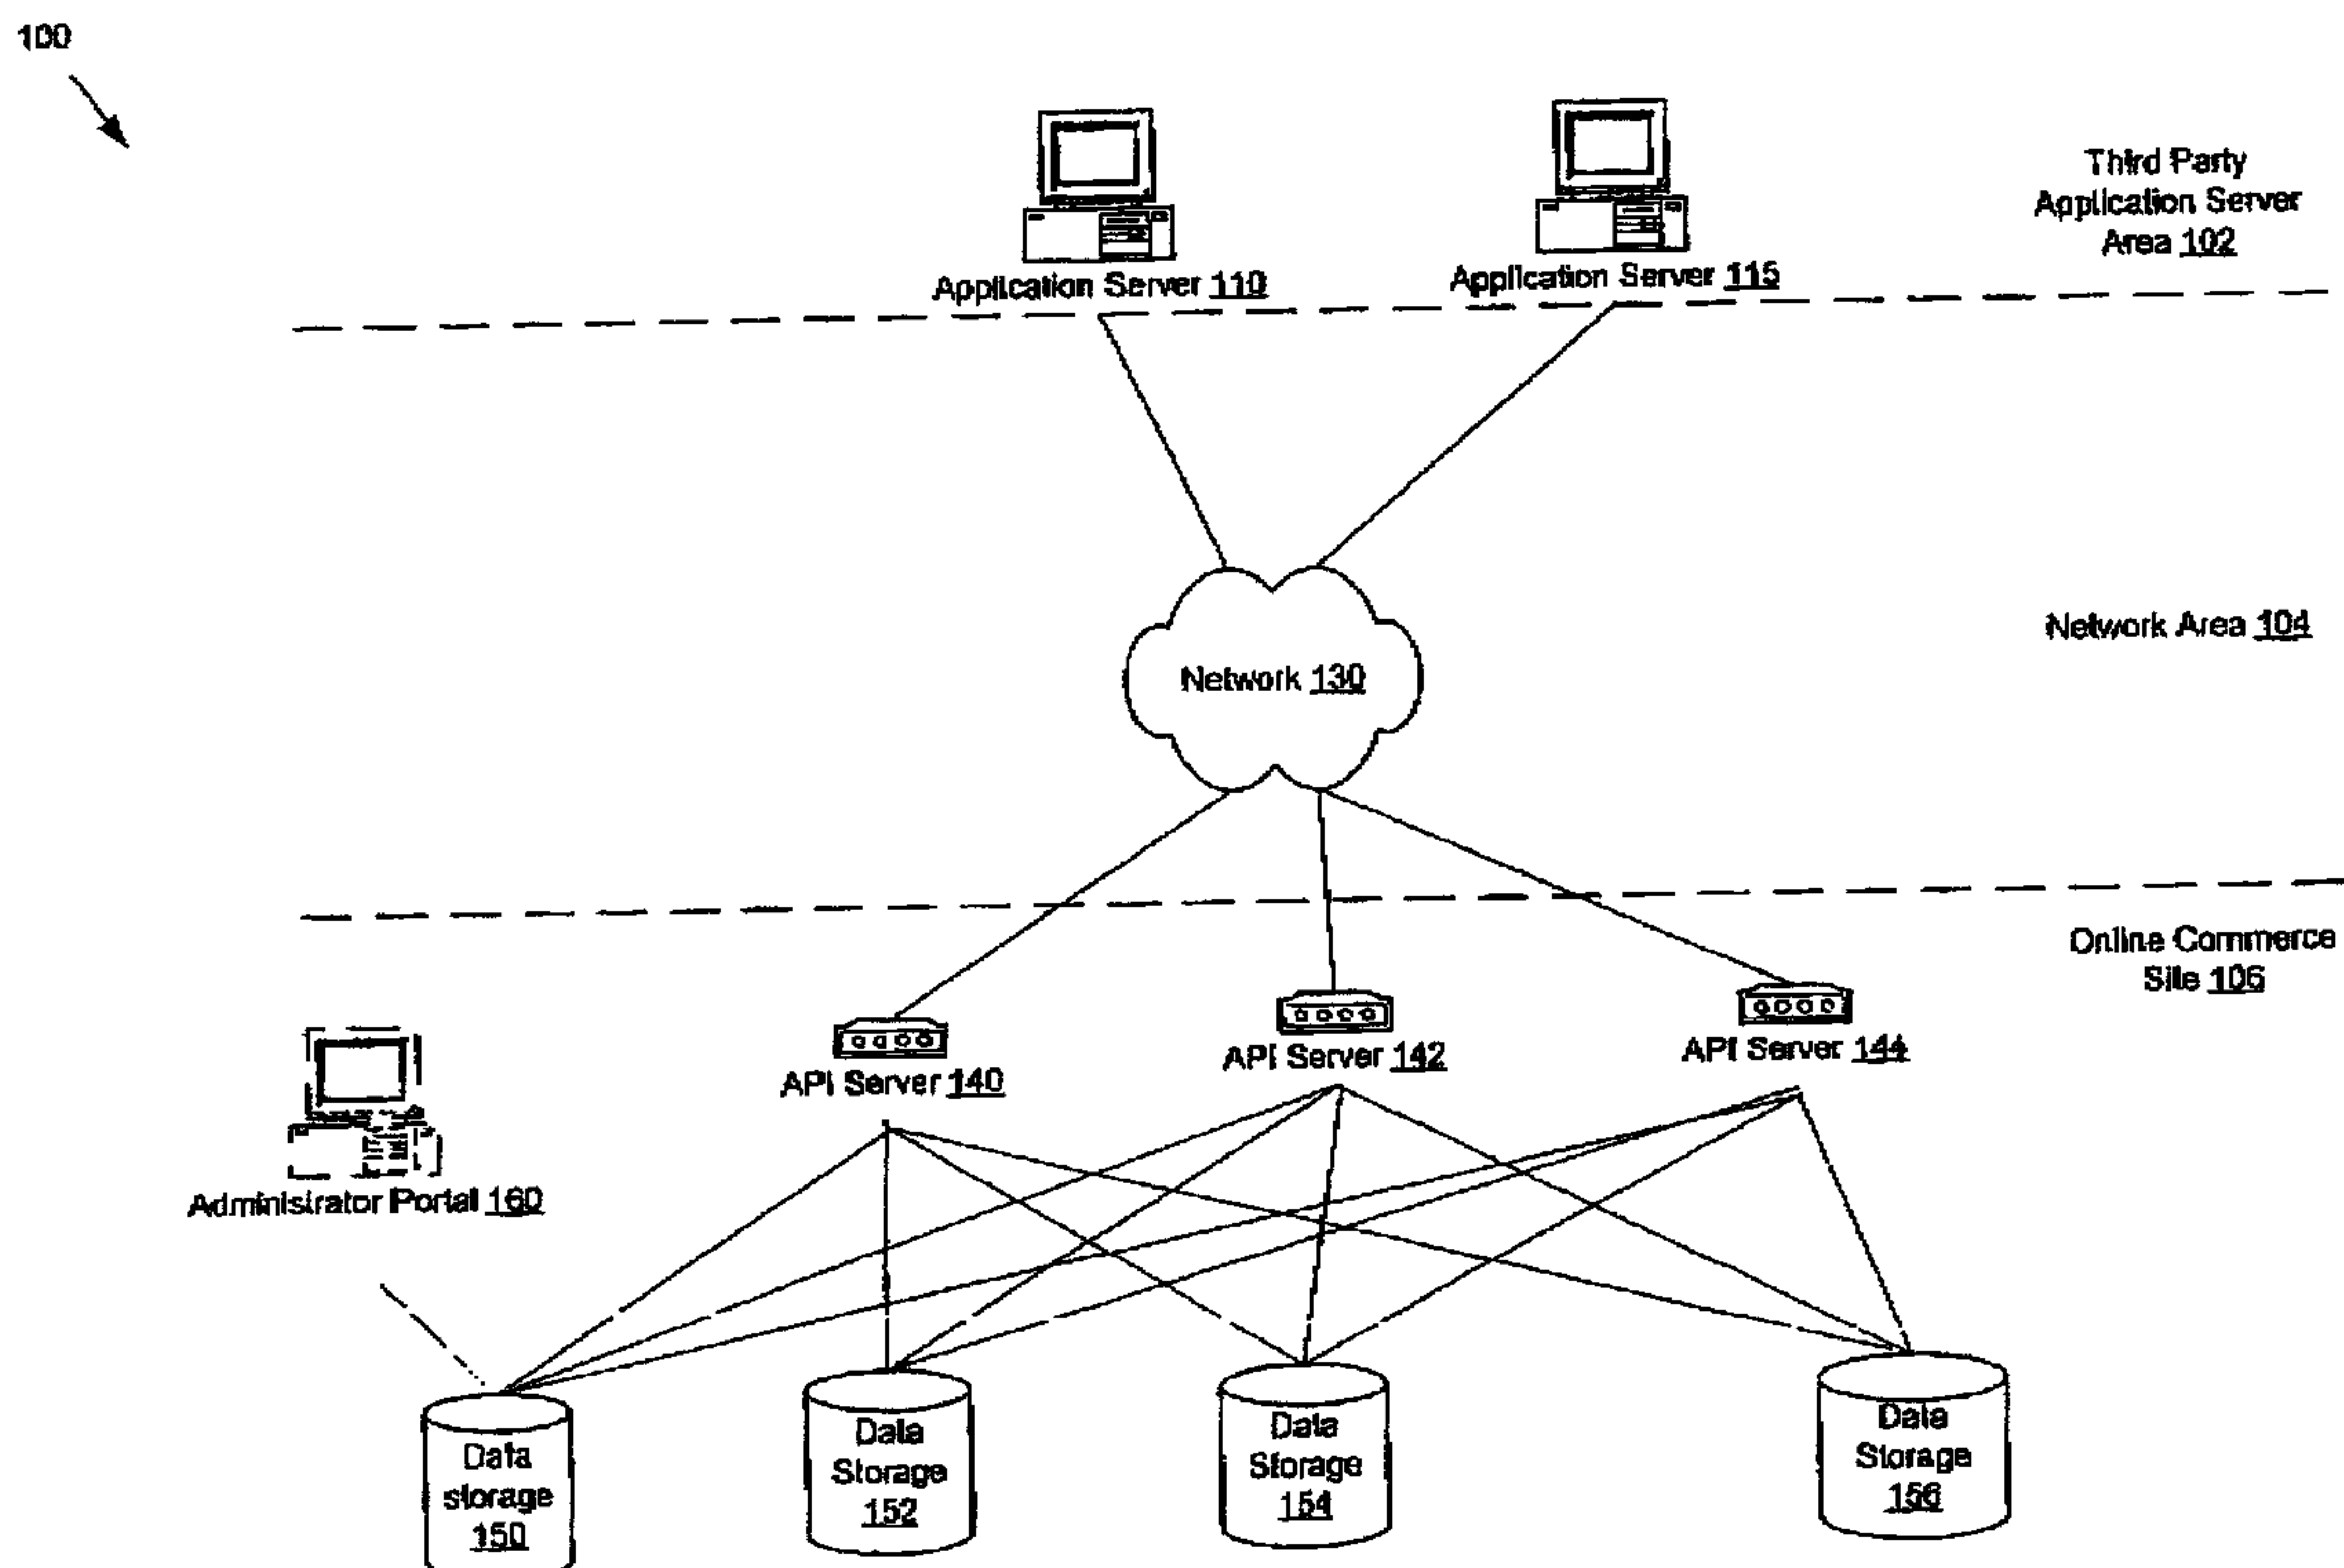 100
Third Party
Application Server
Area 102
Application Server 110
Application Server 115
Network Area 104
Network 130
Online Commerce
Site 106
API Server 140
API Server 142
API Server 144
Administrator Portal 160
Data
storage
150
Data
Storage
152
Data
Storage
154
Data
Storage
156